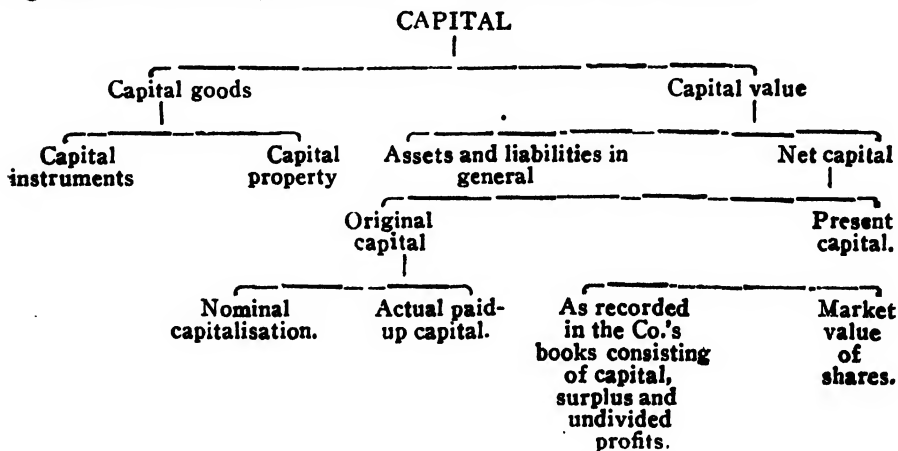 CAPITAL
Capital goods
Capital value
Capital
instruments
Capital
property
Assets and liabilities in
general
Net capital
Original
capital
Present
capital.
Nominal
capitalisation.
Actual paid-
up capital.
As recorded
in the Co.'s
books consisting
of capital,
surplus and
undivided
profits.
Market
value
of
shares.